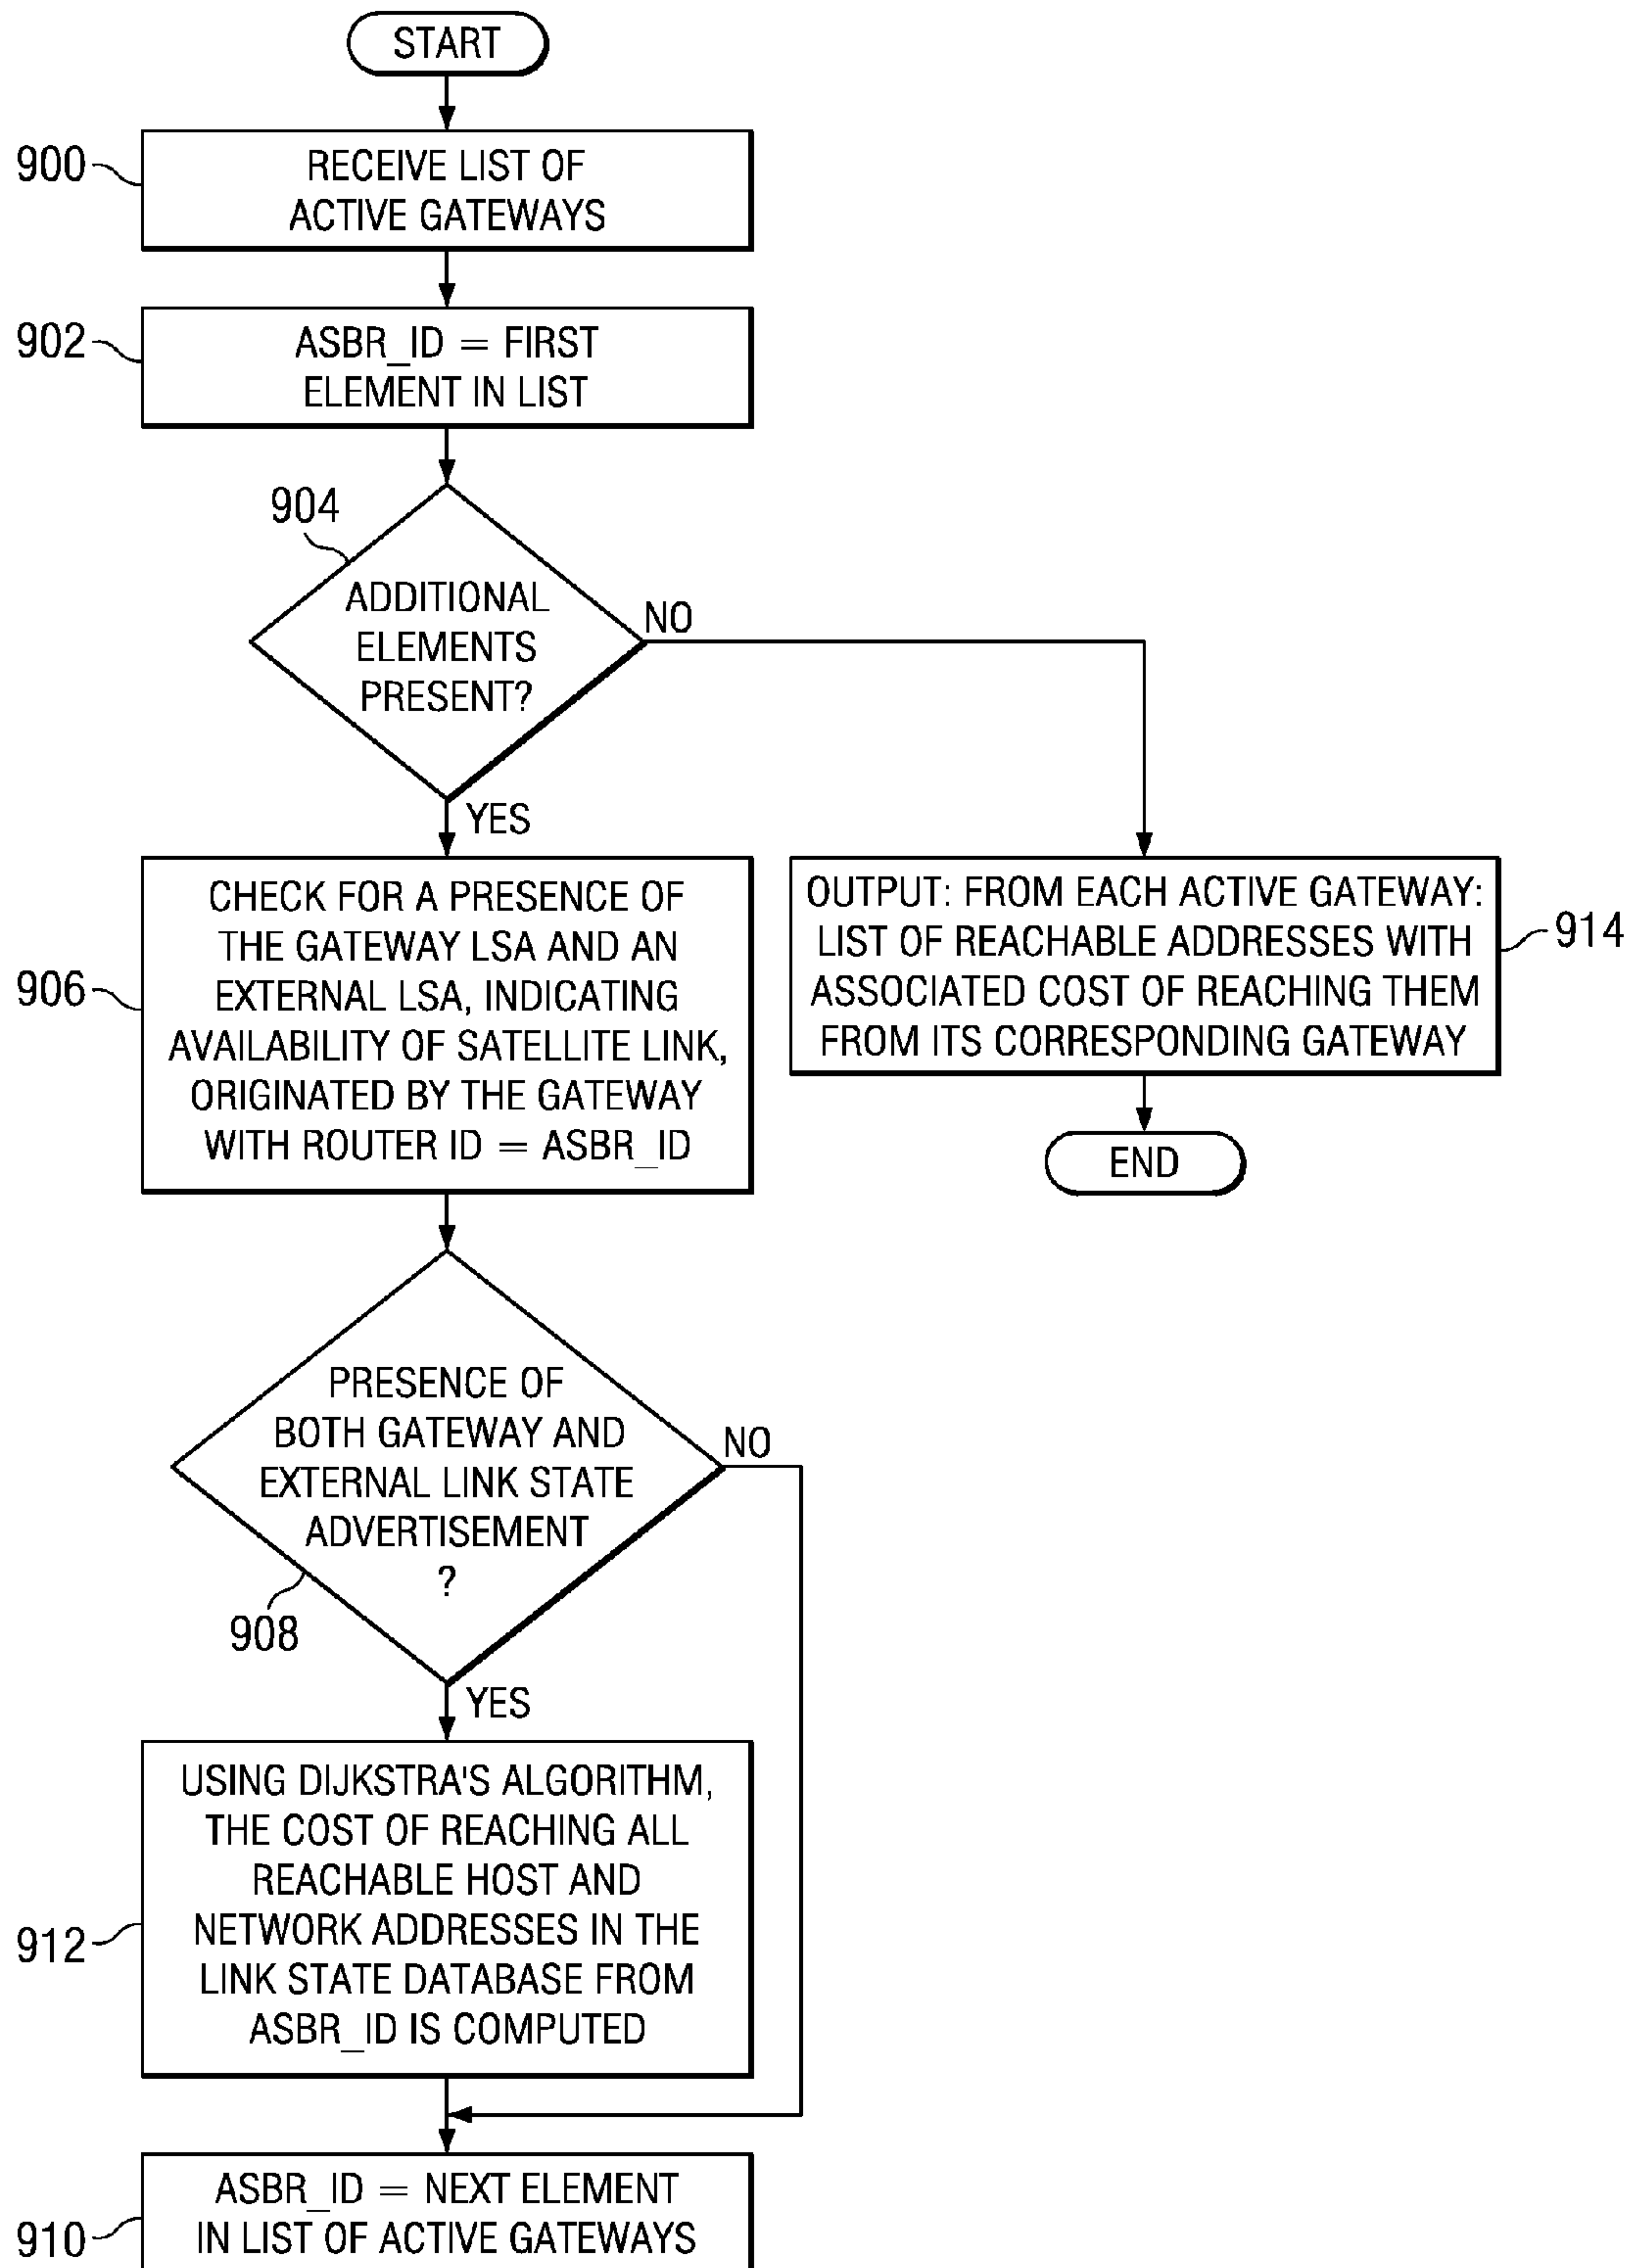 START
900
RECEIVE LIST OF
ACTIVE GATEWAYS
902
ASBR_ID = FIRST
ELEMENT IN LIST
904
ADDITIONAL
ELEMENTS
PRESENT?
NO
YES
906
CHECK FOR A PRESENCE OF
THE GATEWAY LSA AND AN
EXTERNAL LSA, INDICATING
AVAILABILITY OF SATELLITE LINK,
ORIGINATED BY THE GATEWAY
WITH ROUTER ID = ASBR_ID
OUTPUT: FROM EACH ACTIVE GATEWAY:
LIST OF REACHABLE ADDRESSES WITH
ASSOCIATED COST OF REACHING THEM
FROM ITS CORRESPONDING GATEWAY
914
END
PRESENCE OF
BOTH GATEWAY AND
EXTERNAL LINK STATE
ADVERTISEMENT
?
NO
908
YES
912
USING DIJKSTRA'S ALGORITHM,
THE COST OF REACHING ALL
REACHABLE HOST AND
NETWORK ADDRESSES IN THE
LINK STATE DATABASE FROM
ASBR_ID IS COMPUTED
910
ASBR_ID = NEXT ELEMENT
IN LIST OF ACTIVE GATEWAYS